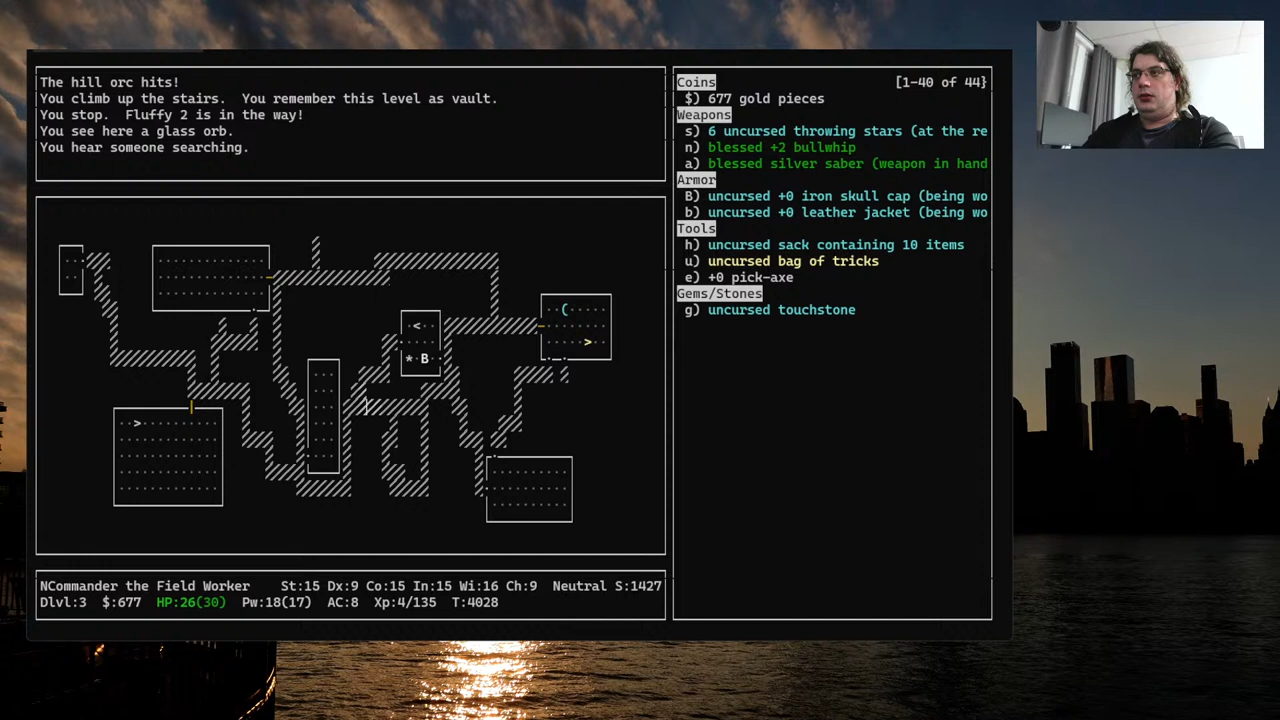 The hill orc hits!
You climb up the stairs.  You remember this level as vault.
You stop.  Fluffy 2 is in the way!
You see here a glass orb.
You hear someone searching.
Coins [1-40 of 44}
$) 677 gold pieces
Weapons
s) 6 uncursed throwing stars (at the re
n) blessed +2 bullwhip
a) blessed silver saber (weapon in hand
Armor
B) uncursed +0 iron skull cap (being wo
b) uncursed +0 leather jacket (being wo
Tools
h) uncursed sack containing 10 items
u) uncursed bag of tricks
e) +0 pick-axe
Gems/Stones
g) uncursed touchstone
(
<
>
* B
>
NCommander the Field Worker    St:15 Dx:9 Co:15 In:15 Wi:16 Ch:9  Neutral S:1427
Dlvl:3  $:677  HP:26(30)  Pw:18(17)  AC:8  Xp:4/135  T:4028